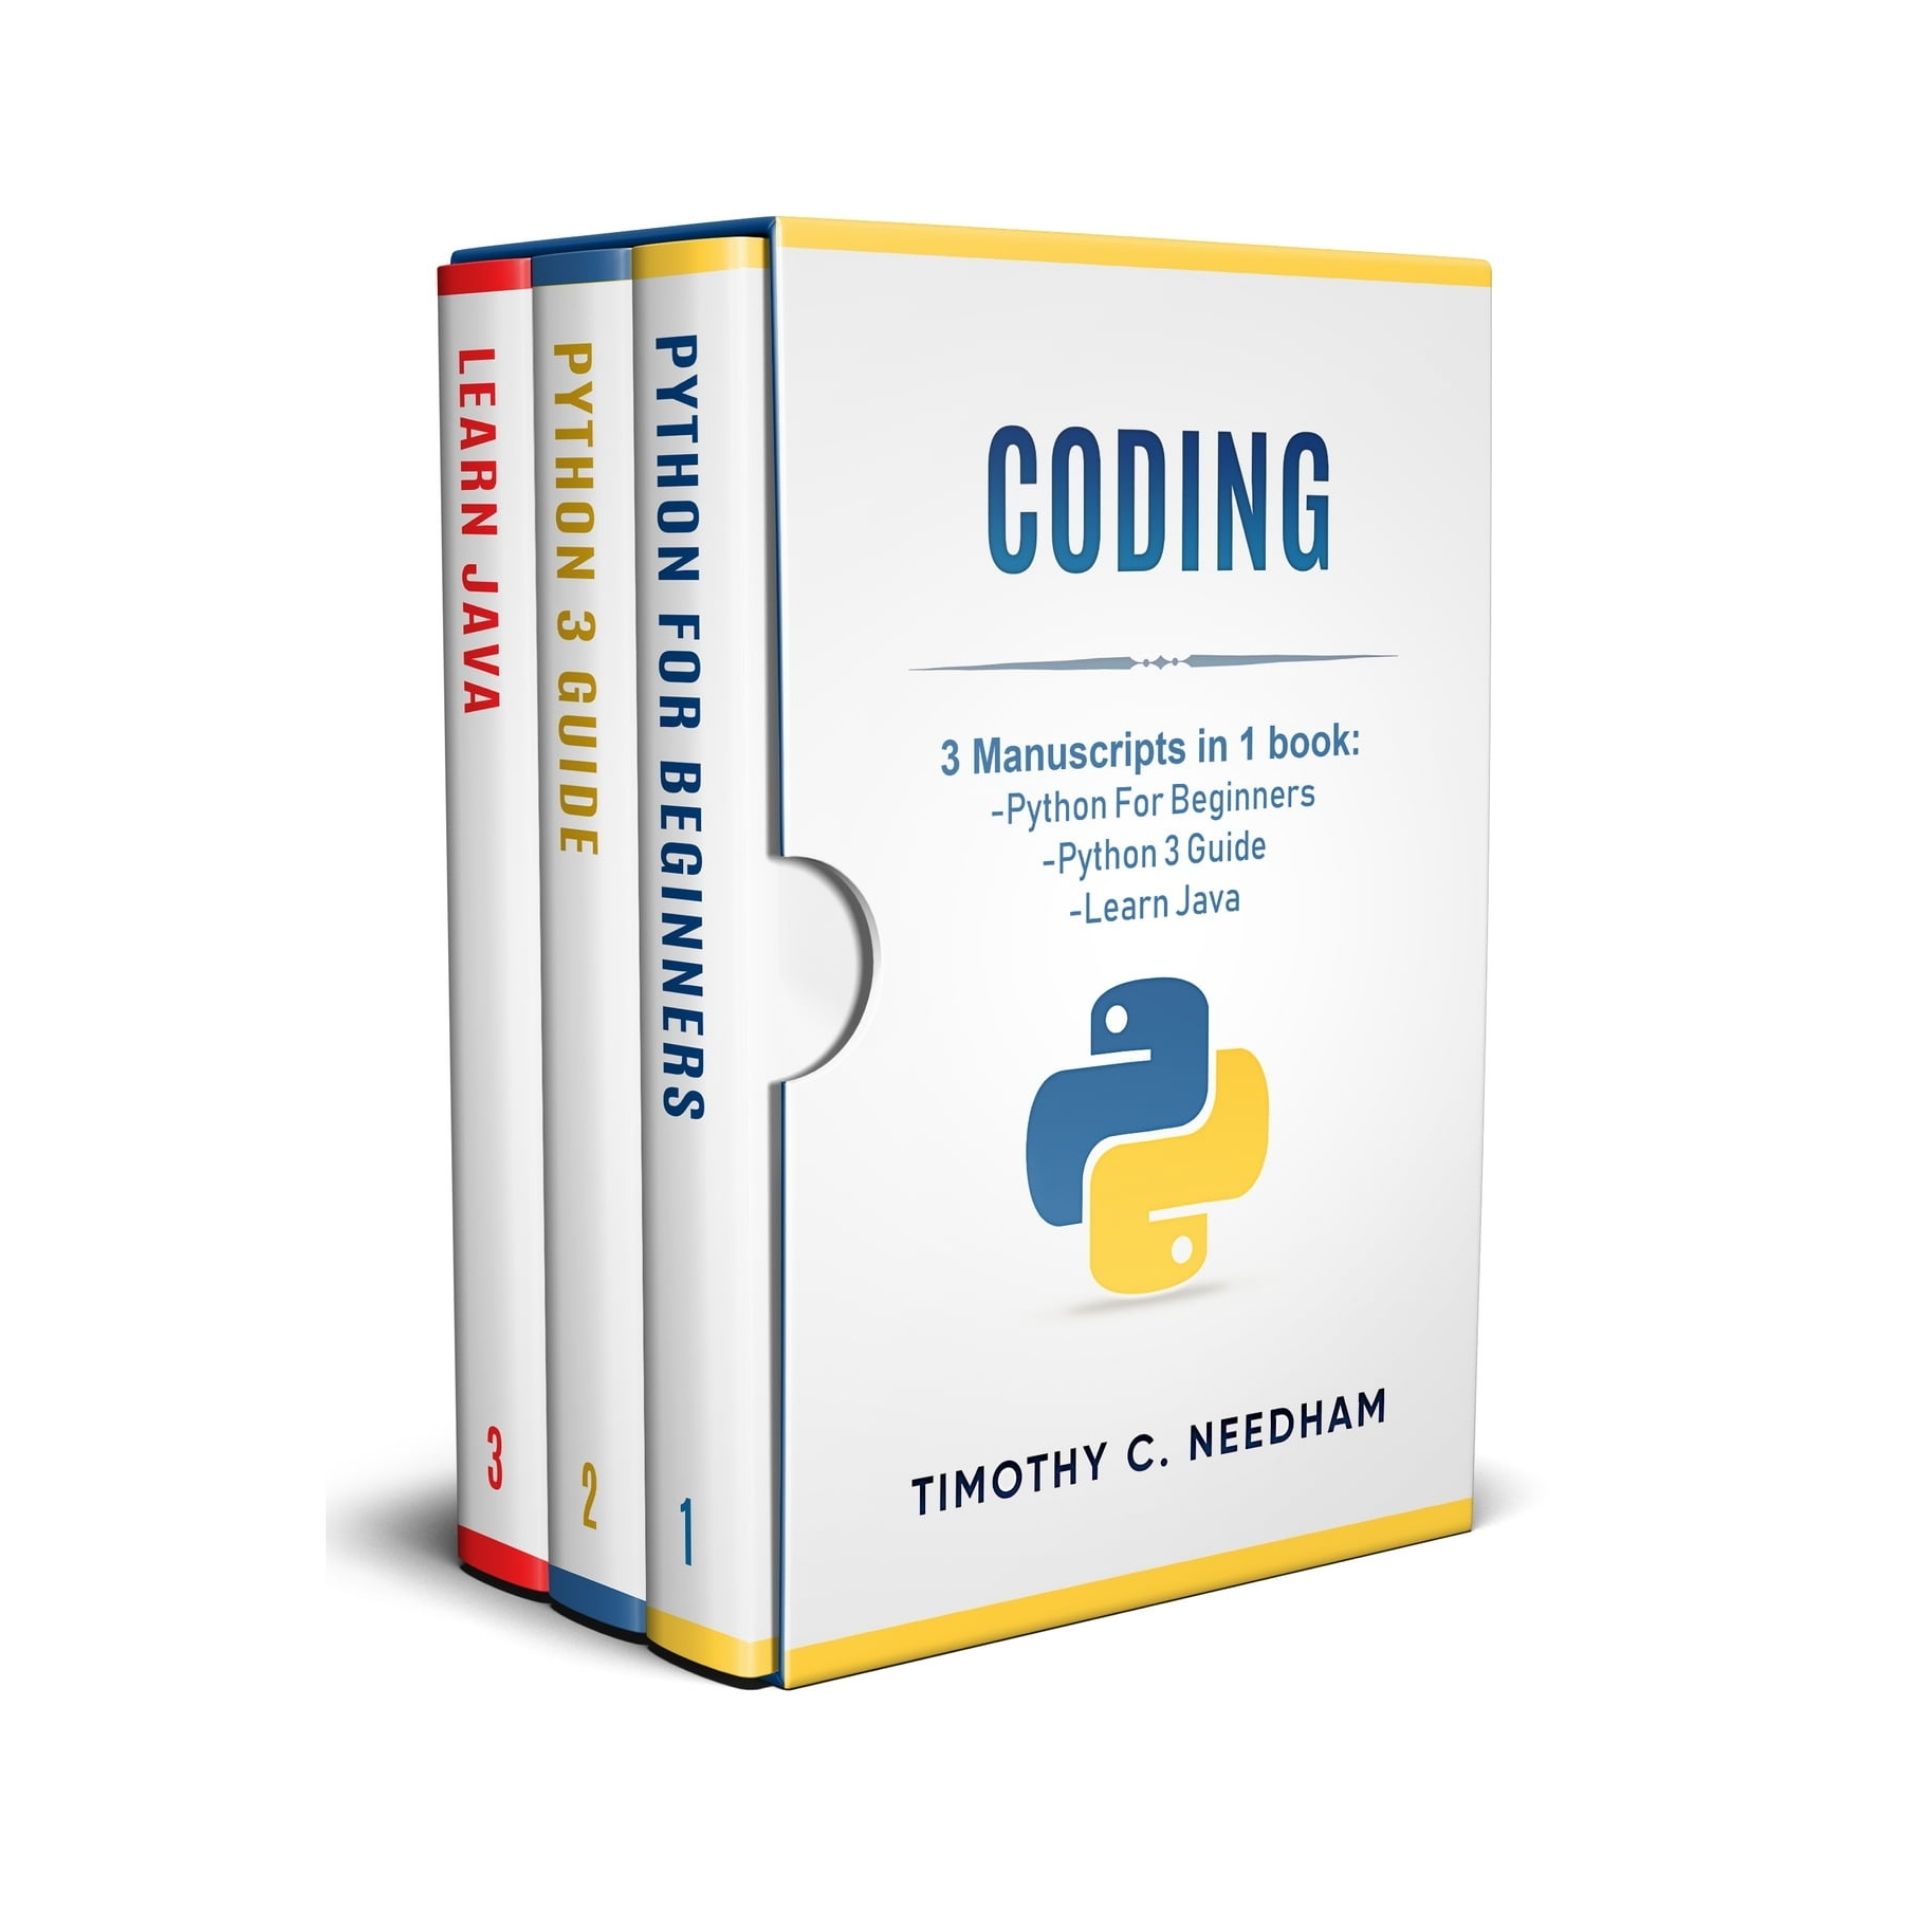 LEARN JAVA
3
PYTHON 3 GUIDE
2
PYTHON FOR BEGINNERS
1
CODING
3 Manuscripts in 1 book:
-Python For Beginners
-Python 3 Guide
-Learn Java
TIMOTHY C. NEEDHAM